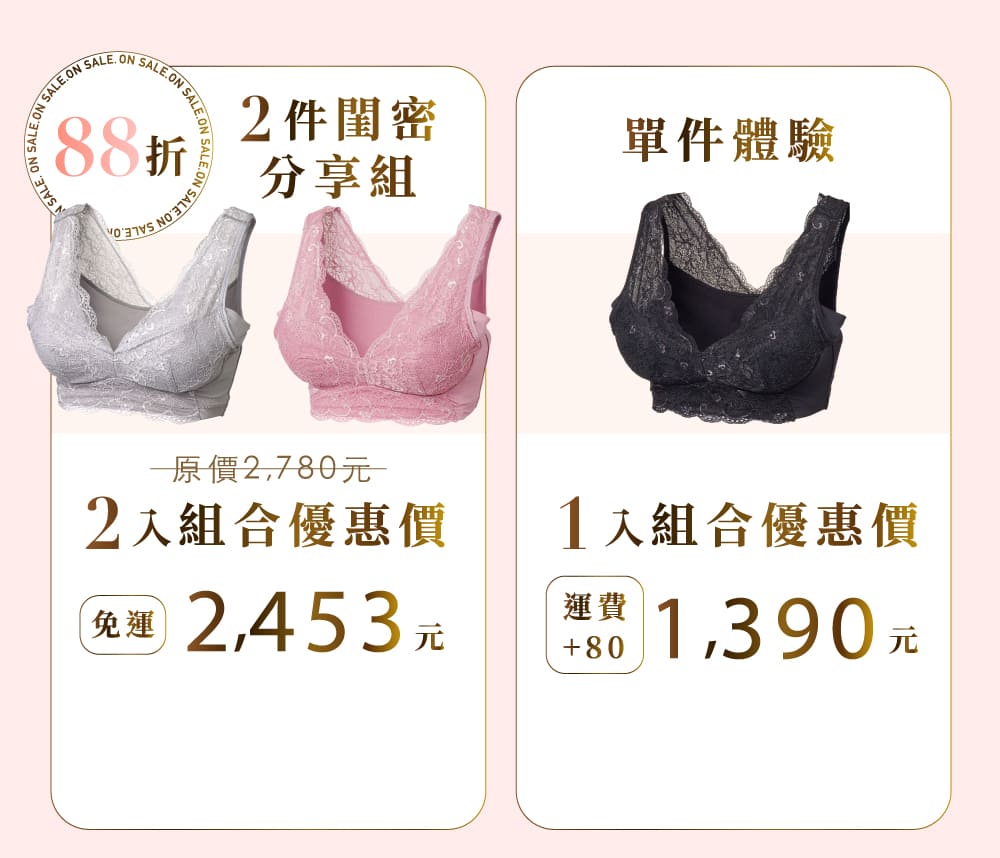 ON SALE.ON SALE.ON SALE.ON SALE.ON SALE.ON SALE.ON SALE.
88折
2件閨密
分享組
原價2,780元
2入組合優惠價
免運 2,453元
單件體驗
1入組合優惠價
運費
+80
1,390元